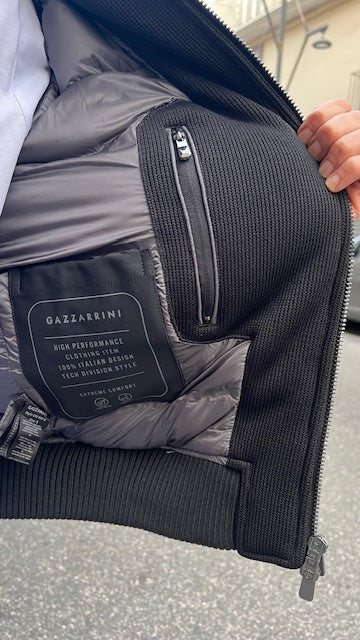 GAZZARRINI
HIGH PERFORMANCE
CLOTHING ITEM
100% ITALIAN DESIGN
TECH DIVISION STYLE
EXTREME COMFORT